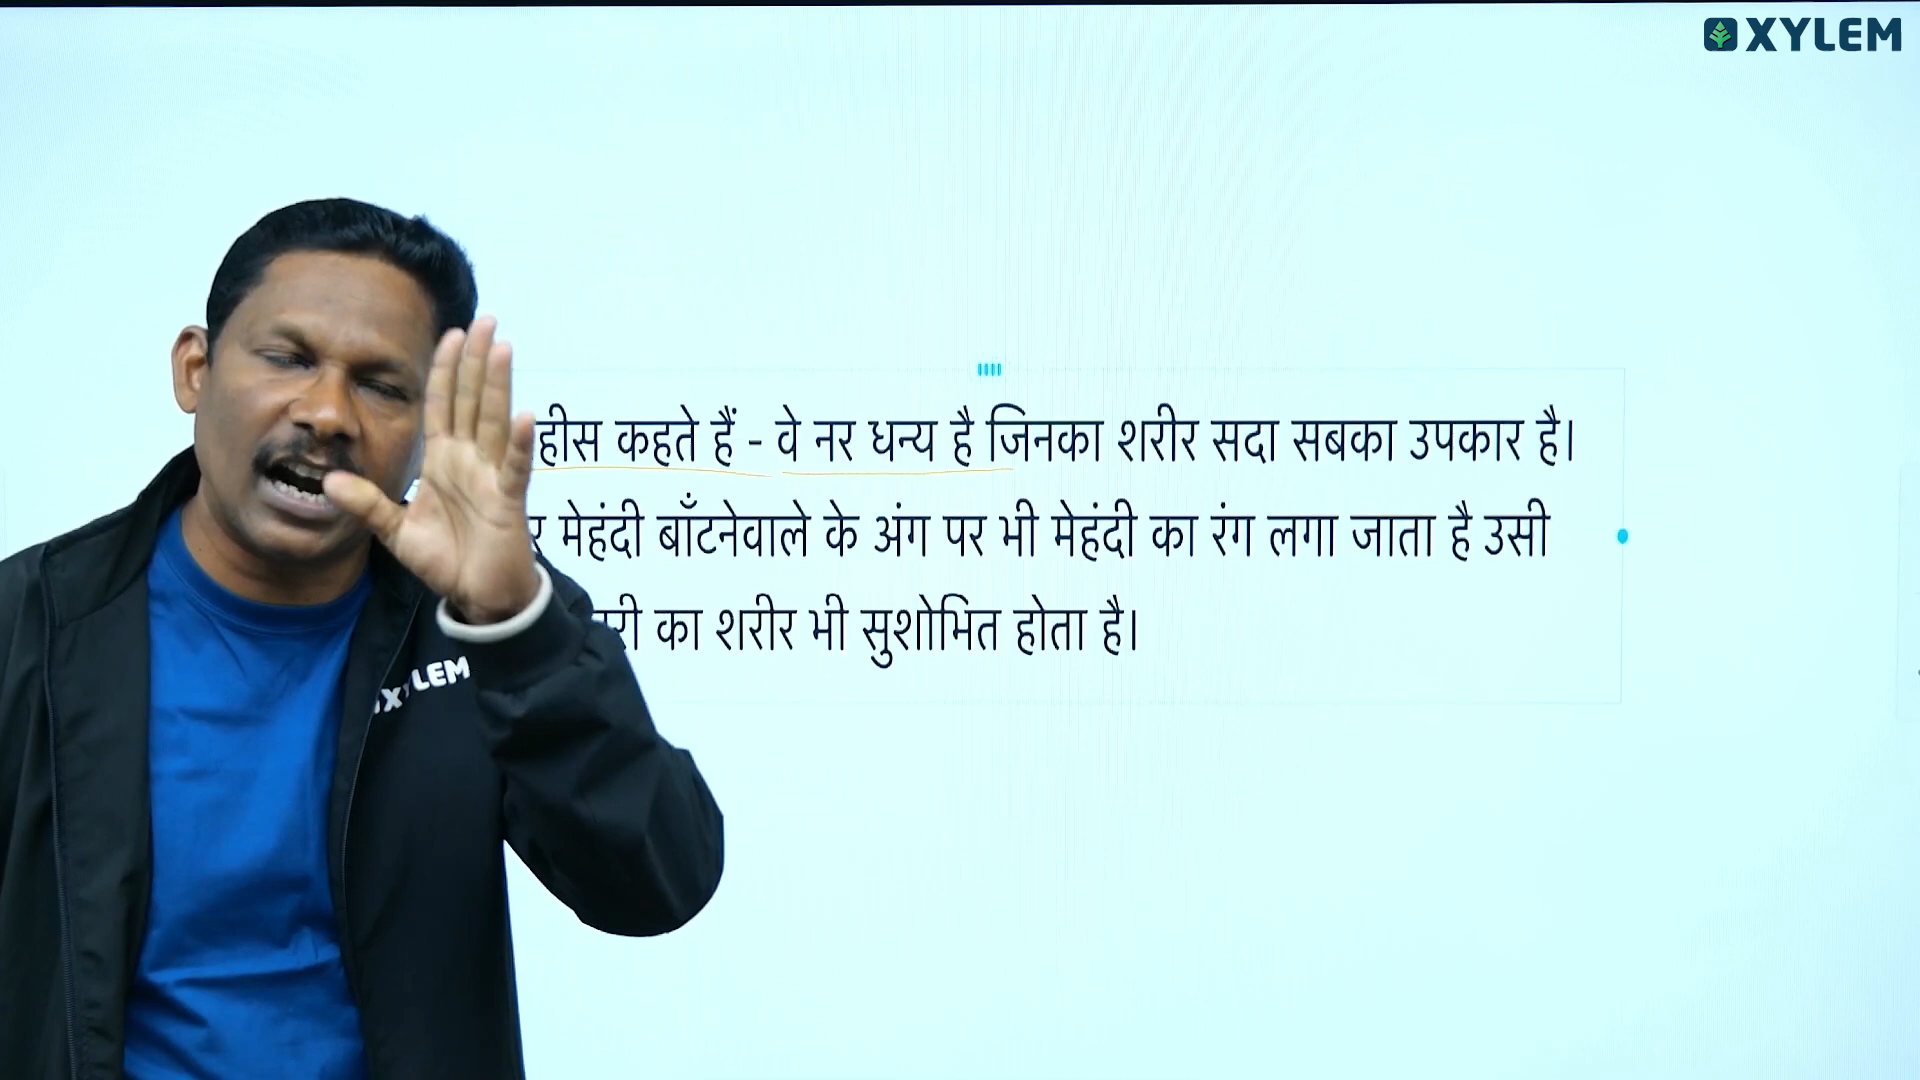 XYLEM
कहते हैं - वे नर धन्य है जिनका शरीर सदा सबका उपकार है।
मेहंदी बाँटनेवाले के अंग पर भी मेहंदी का रंग लगा जाता है उसी
का शरीर भी सुशोभित होता है।
XYLEM